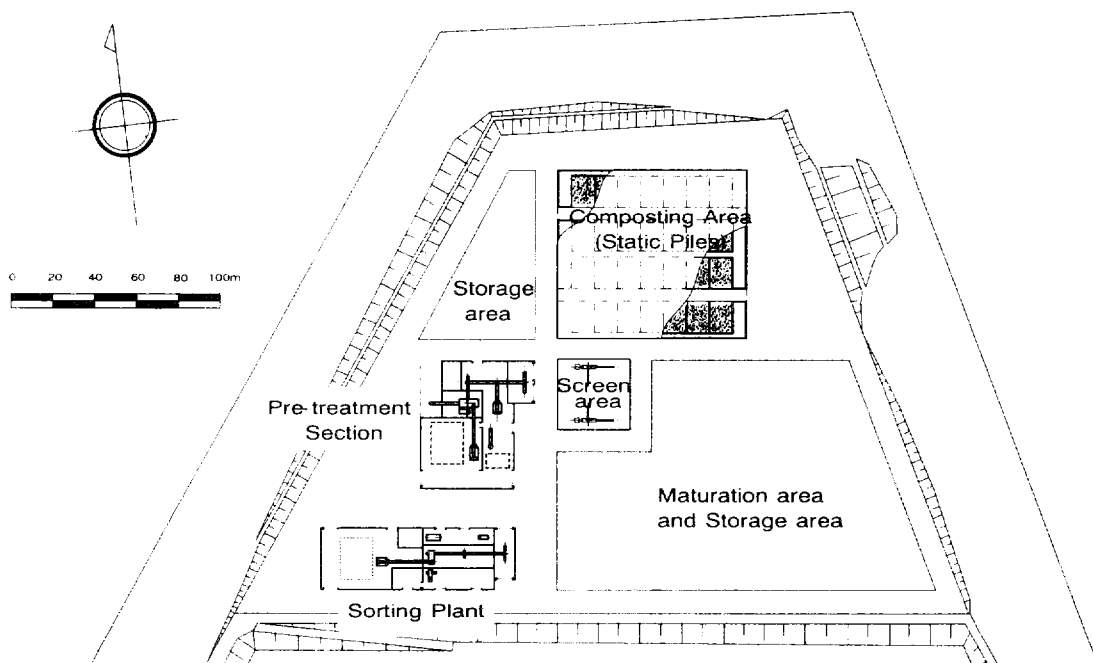 0 20 40 60 80 100m
Composting Area
(Static Piles)
Storage
area
Screen
area
Pre-treatment
Section
Maturation area
and Storage area
Sorting Plant